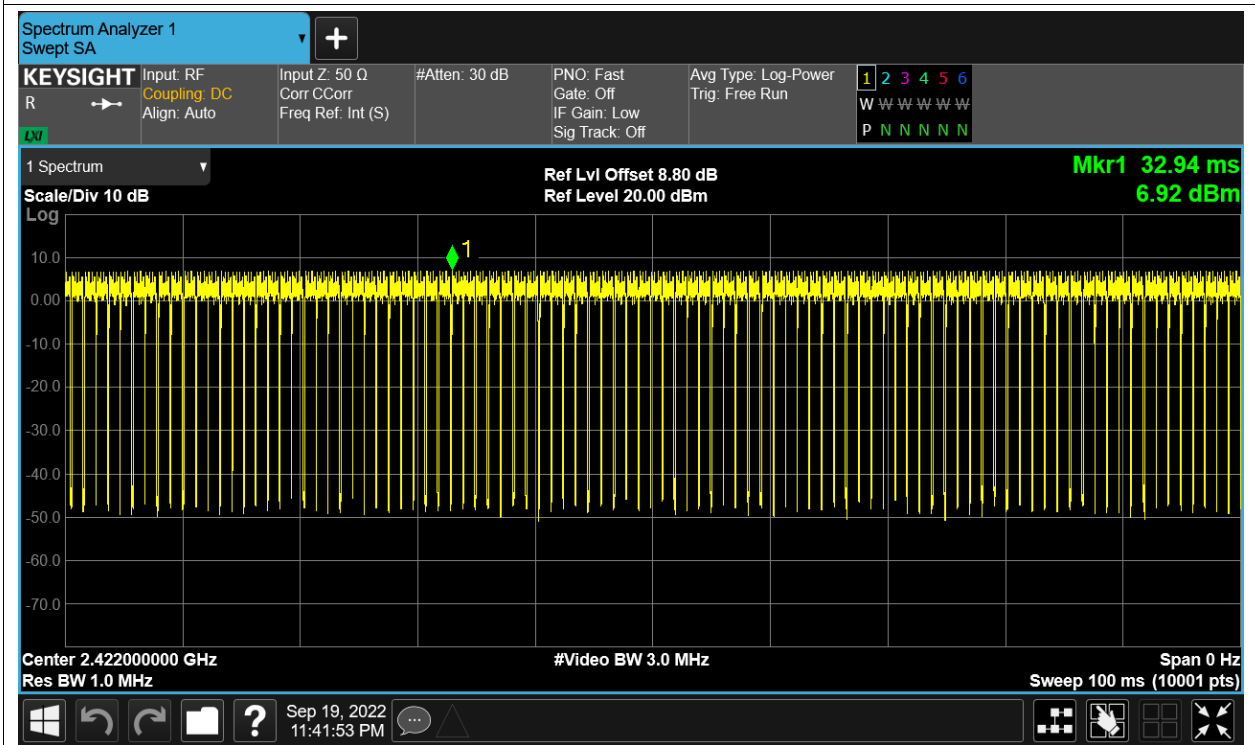 Spectrum Analyzer 1
Swept SA
KEYSIGHT
R
LXI
Input: RF
Coupling: DC
Align: Auto
Input Z: 50 Ω
Corr CCorr
Freq Ref: Int (S)
#Atten: 30 dB
PNO: Fast
Gate: Off
IF Gain: Low
Sig Track: Off
Avg Type: Log-Power
Trig: Free Run
1 2 3 4 5 6
W W W W W W
P N N N N N
1 Spectrum
Scale/Div 10 dB
Log
Ref Lvl Offset 8.80 dB
Ref Level 20.00 dBm
Mkr1 32.94 ms
6.92 dBm
1
10.0
0.00
-10.0
-20.0
-30.0
-40.0
-50.0
-60.0
-70.0
Center 2.422000000 GHz
Res BW 1.0 MHz
#Video BW 3.0 MHz
Span 0 Hz
Sweep 100 ms (10001 pts)
?
Sep 19, 2022
11:41:53 PM